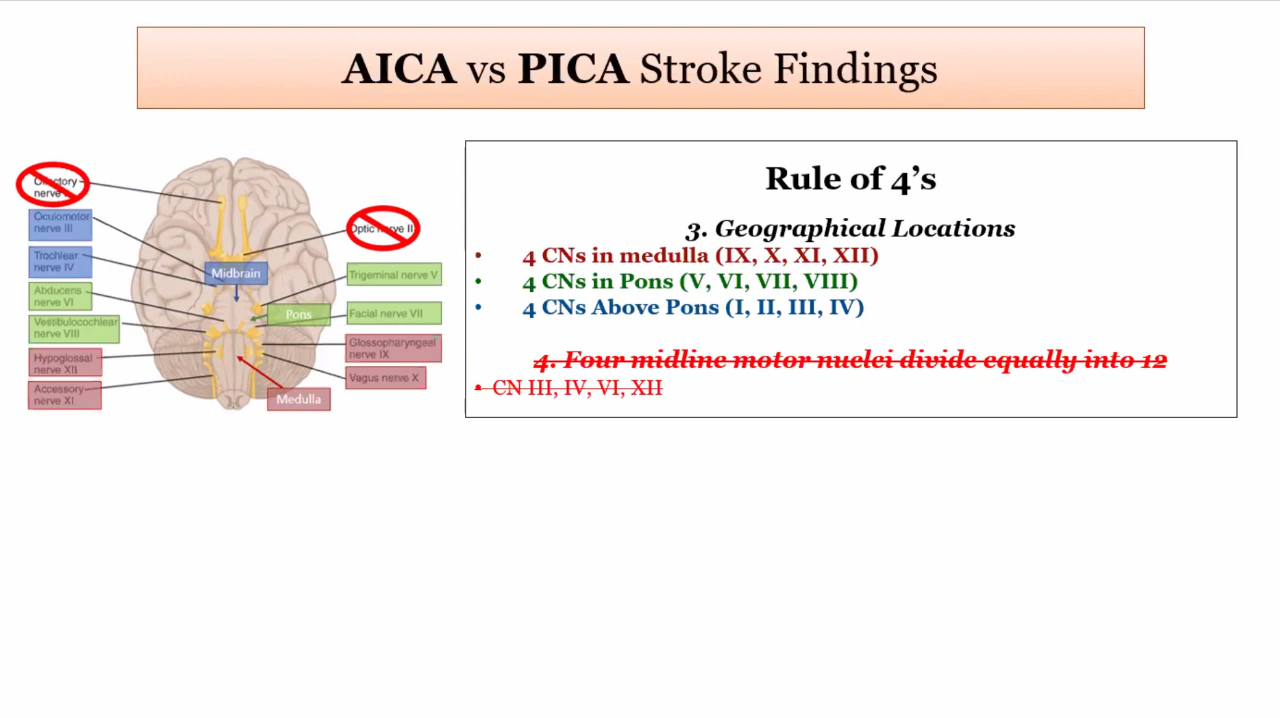 AICA vs PICA Stroke Findings
Olfactory
nerve
Oculomotor
nerve III
Trochlear
nerve IV
Abducens
nerve VI
Vestibulocochlear
nerve VIII
Hypoglossal
nerve XII
Accessory
nerve XI
Midbrain
Pons
Medulla
Optic nerve II
Trigeminal nerve V
Facial nerve VII
Glossopharyngeal
nerve IX
Vagus nerve X
Rule of 4's
3. Geographical Locations
• 4 CNs in medulla (IX, X, XI, XII)
• 4 CNs in Pons (V, VI, VII, VIII)
• 4 CNs Above Pons (I, II, III, IV)
4. Four midline motor nuclei divide equally into 12
• CN III, IV, VI, XII